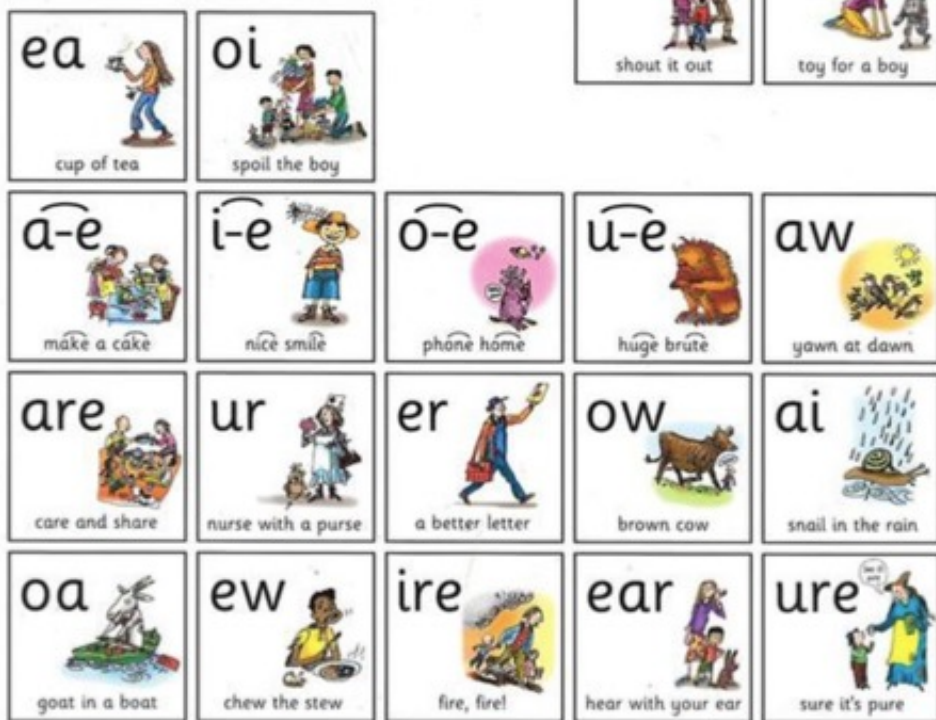 shout it out
toy for a boy
ea
cup of tea
oi
spoil the boy
a-e
make a cake
i-e
nice smile
o-e
phone home
u-e
huge brute
aw
yawn at dawn
are
care and share
ur
nurse with a purse
er
a better letter
ow
brown cow
ai
snail in the rain
oa
goat in a boat
ew
chew the stew
ire
fire, fire!
ear
hear with your ear
ure
sure it's pure